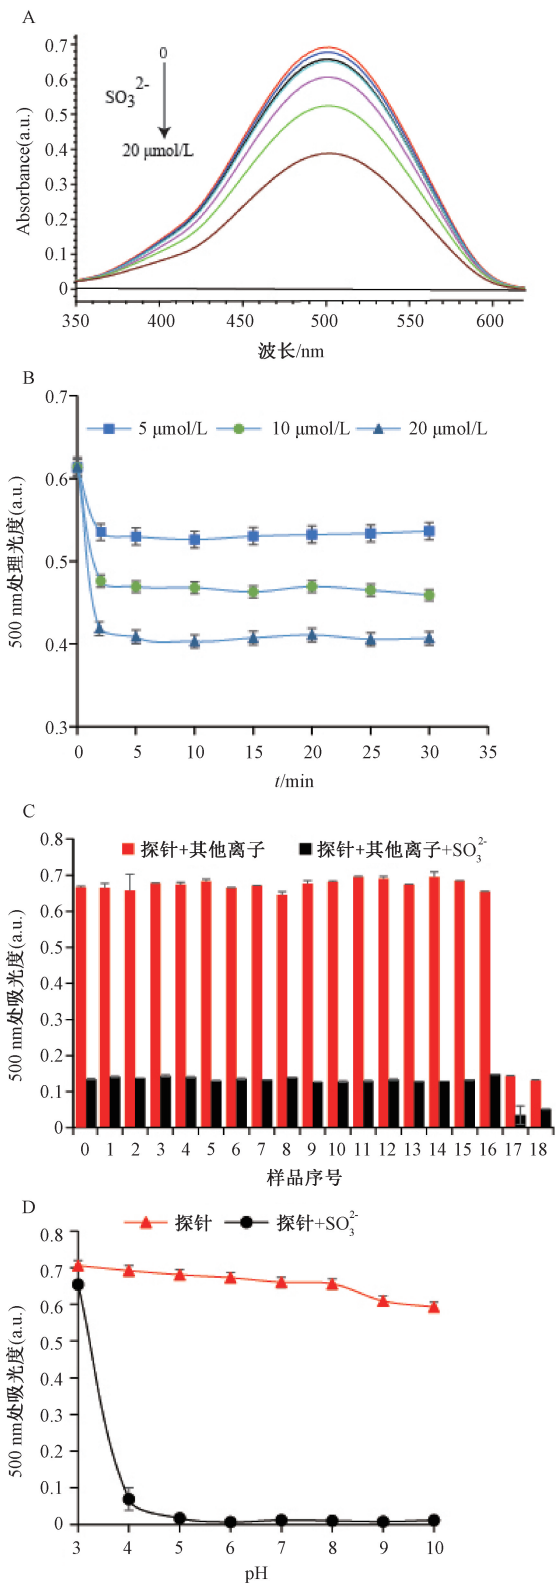 A
0.7
0.6
0.5
0.4
0.3
0.2
0.1
0
Absorbance(a.u.)
0
SO₃²⁻
20 μmol/L
350 400 450 500 550 600
波长/nm
B
0.7
0.6
0.5
0.4
0.3
500 nm处理光度(a.u.)
5 μmol/L 10 μmol/L 20 μmol/L
0 5 10 15 20 25 30 35
t/min
C
0.8
0.7
0.6
0.5
0.4
0.3
0.2
0.1
0
500 nm处吸光度(a.u.)
探针+其他离子 探针+其他离子+SO₃²⁻
0 1 2 3 4 5 6 7 8 9 10 11 12 13 14 15 16 17 18
样品序号
D
0.8
0.7
0.6
0.5
0.4
0.3
0.2
0.1
0
500 nm处吸光度(a.u.)
探针 探针+SO₃²⁻
3 4 5 6 7 8 9 10
pH